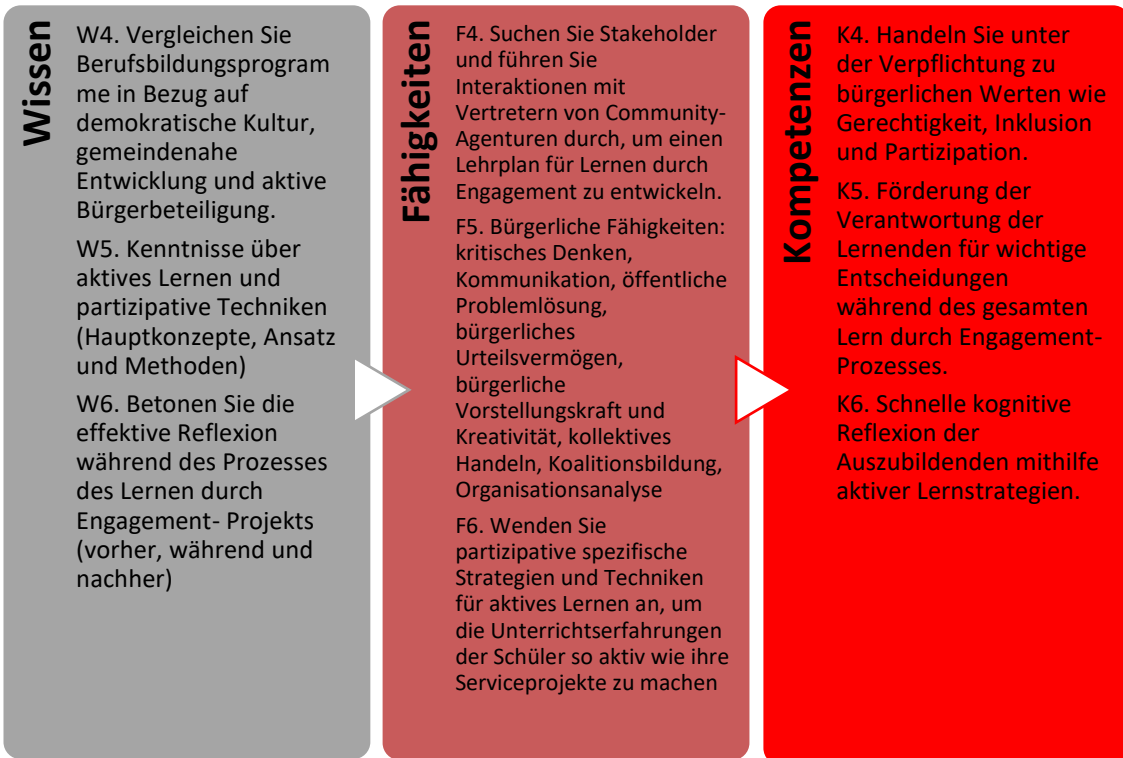 Wissen
W4. Vergleichen Sie
Berufsbildungsprogram
me in Bezug auf
demokratische Kultur,
gemeindenahe
Entwicklung und aktive
Bürgerbeteiligung.
W5. Kenntnisse über
aktives Lernen und
partizipative Techniken
(Hauptkonzepte, Ansatz
und Methoden)
W6. Betonen Sie die
effektive Reflexion
während des Prozesses
des Lernen durch
Engagement- Projekts
(vorher, während und
nachher)
Fähigkeiten
F4. Suchen Sie Stakeholder
und führen Sie
Interaktionen mit
Vertretern von Community-
Agenturen durch, um einen
Lehrplan für Lernen durch
Engagement zu entwickeln.
F5. Bürgerliche Fähigkeiten:
kritisches Denken,
Kommunikation, öffentliche
Problemlösung,
bürgerliches
Urteilsvermögen,
bürgerliche
Vorstellungskraft und
Kreativität, kollektives
Handeln, Koalitionsbildung,
Organisationsanalyse
F6. Wenden Sie
partizipative spezifische
Strategien und Techniken
für aktives Lernen an, um
die Unterrichtserfahrungen
der Schüler so aktiv wie ihre
Serviceprojekte zu machen
Kompetenzen
K4. Handeln Sie unter
der Verpflichtung zu
bürgerlichen Werten wie
Gerechtigkeit, Inklusion
und Partizipation.
K5. Förderung der
Verantwortung der
Lernenden für wichtige
Entscheidungen
während des gesamten
Lern durch Engagement-
Prozesses.
K6. Schnelle kognitive
Reflexion der
Auszubildenden mithilfe
aktiver Lernstrategien.